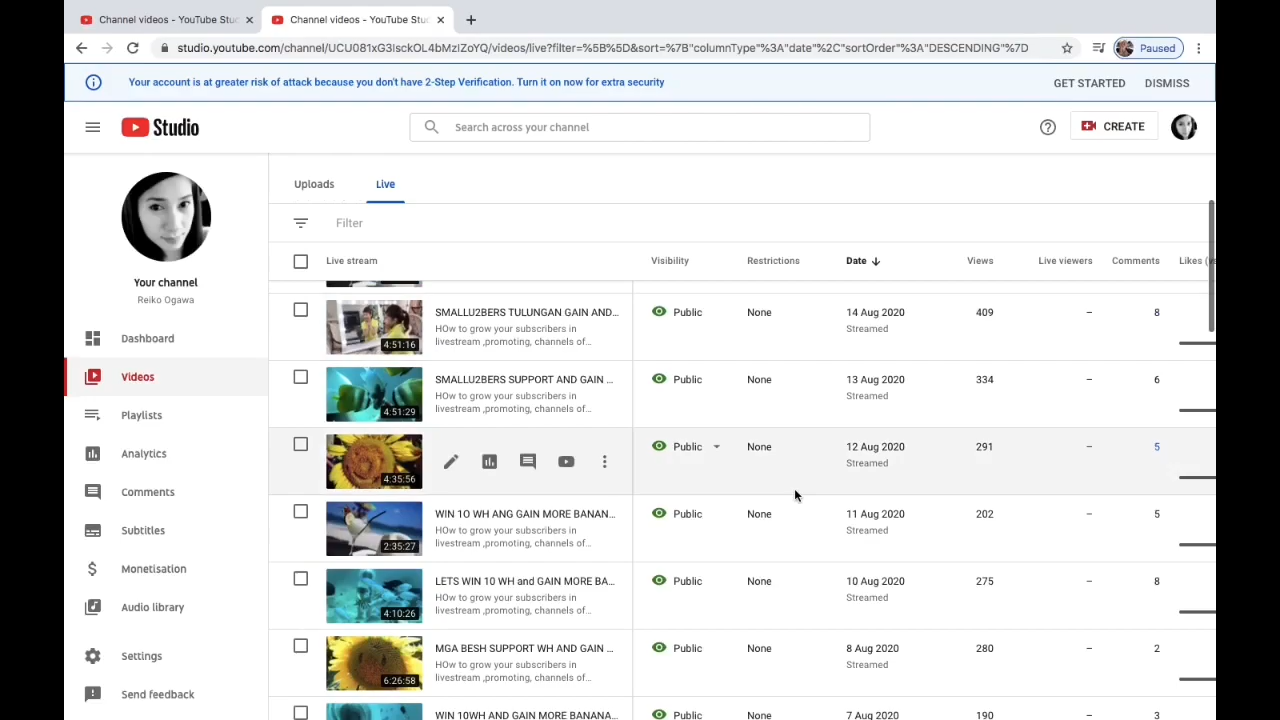 Channel videos - YouTube Stu
Channel videos - YouTube Stu
studio.youtube.com/channel/UCU081xG3IsckOL4bMziZoYQ/videos/live?filter=%5B%5D&sort=%7B"columnType"%3A"date"%2C"sortOrder"%3A"DESCENDING"%7D
Paused
Your account is at greater risk of attack because you don't have 2-Step Verification. Turn it on now for extra security
GET STARTED
DISMISS
Studio
Search across your channel
CREATE
Your channel
Reiko Ogawa
Dashboard
Videos
Playlists
Analytics
Comments
Subtitles
Monetisation
Audio library
Settings
Send feedback
Uploads
Live
Filter
Live stream
Visibility
Restrictions
Date
Views
Live viewers
Comments
Likes
4:51:16
SMALLU2BERS TULUNGAN GAIN AND...
HOw to grow your subscribers in
livestream ,promoting, channels of...
Public
None
14 Aug 2020
Streamed
409
–
8
4:51:29
SMALLU2BERS SUPPORT AND GAIN ...
HOw to grow your subscribers in
livestream ,promoting, channels of...
Public
None
13 Aug 2020
Streamed
334
–
6
4:35:56
Public
None
12 Aug 2020
Streamed
291
–
5
2:35:27
WIN 1O WH ANG GAIN MORE BANAN...
HOw to grow your subscribers in
livestream ,promoting, channels of...
Public
None
11 Aug 2020
Streamed
202
–
5
4:10:26
LETS WIN 10 WH and GAIN MORE BA...
HOw to grow your subscribers in
livestream ,promoting, channels of...
Public
None
10 Aug 2020
Streamed
275
–
8
6:26:58
MGA BESH SUPPORT WH AND GAIN ...
HOw to grow your subscribers in
livestream ,promoting, channels of...
Public
None
8 Aug 2020
Streamed
280
–
2
WIN 10WH AND GAIN MORE BANANA...
Public
None
7 Aug 2020
190
–
3